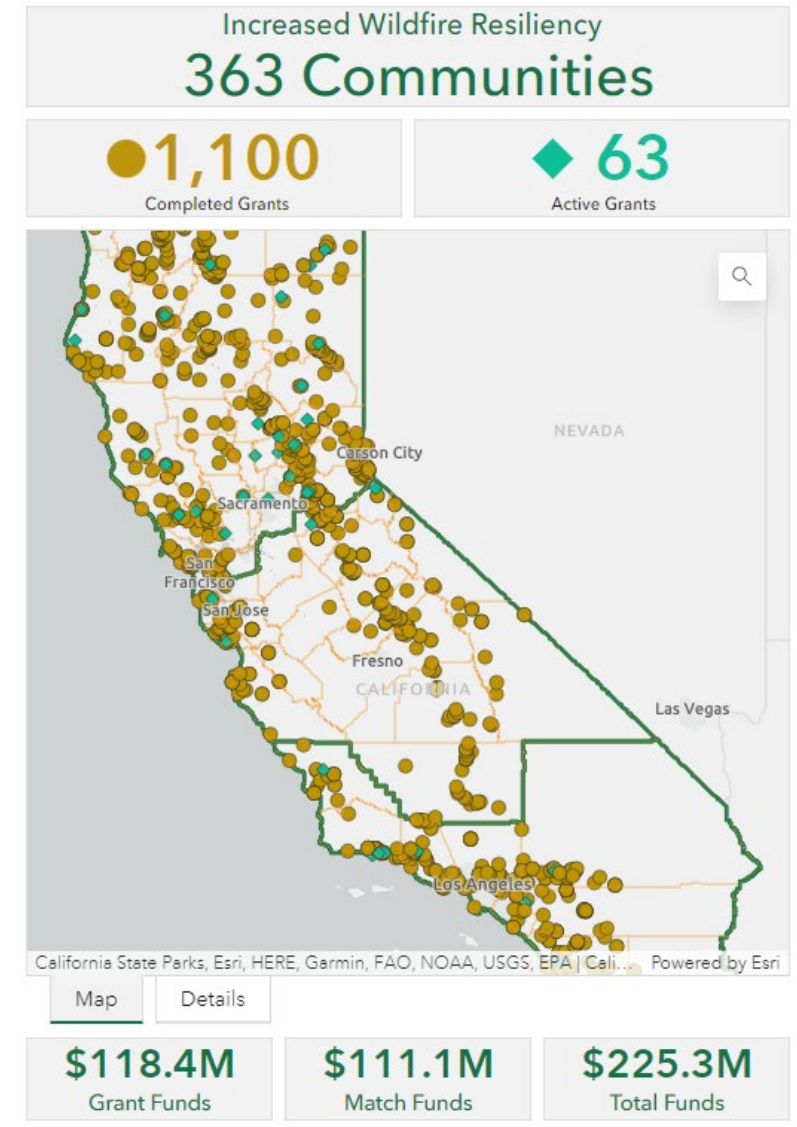 Increased Wildfire Resiliency
363 Communities
1,100
Completed Grants
63
Active Grants
NEVADA
Carson City
Sacramento
San
Francisco
San Jose
Fresno
CALIFORNIA
Las Vegas
Los Angeles
California State Parks, Esri, HERE, Garmin, FAO, NOAA, USGS, EPA | Cali... Powered by Esri
Map Details
$118.4M $111.1M $225.3M
Grant Funds Match Funds Total Funds